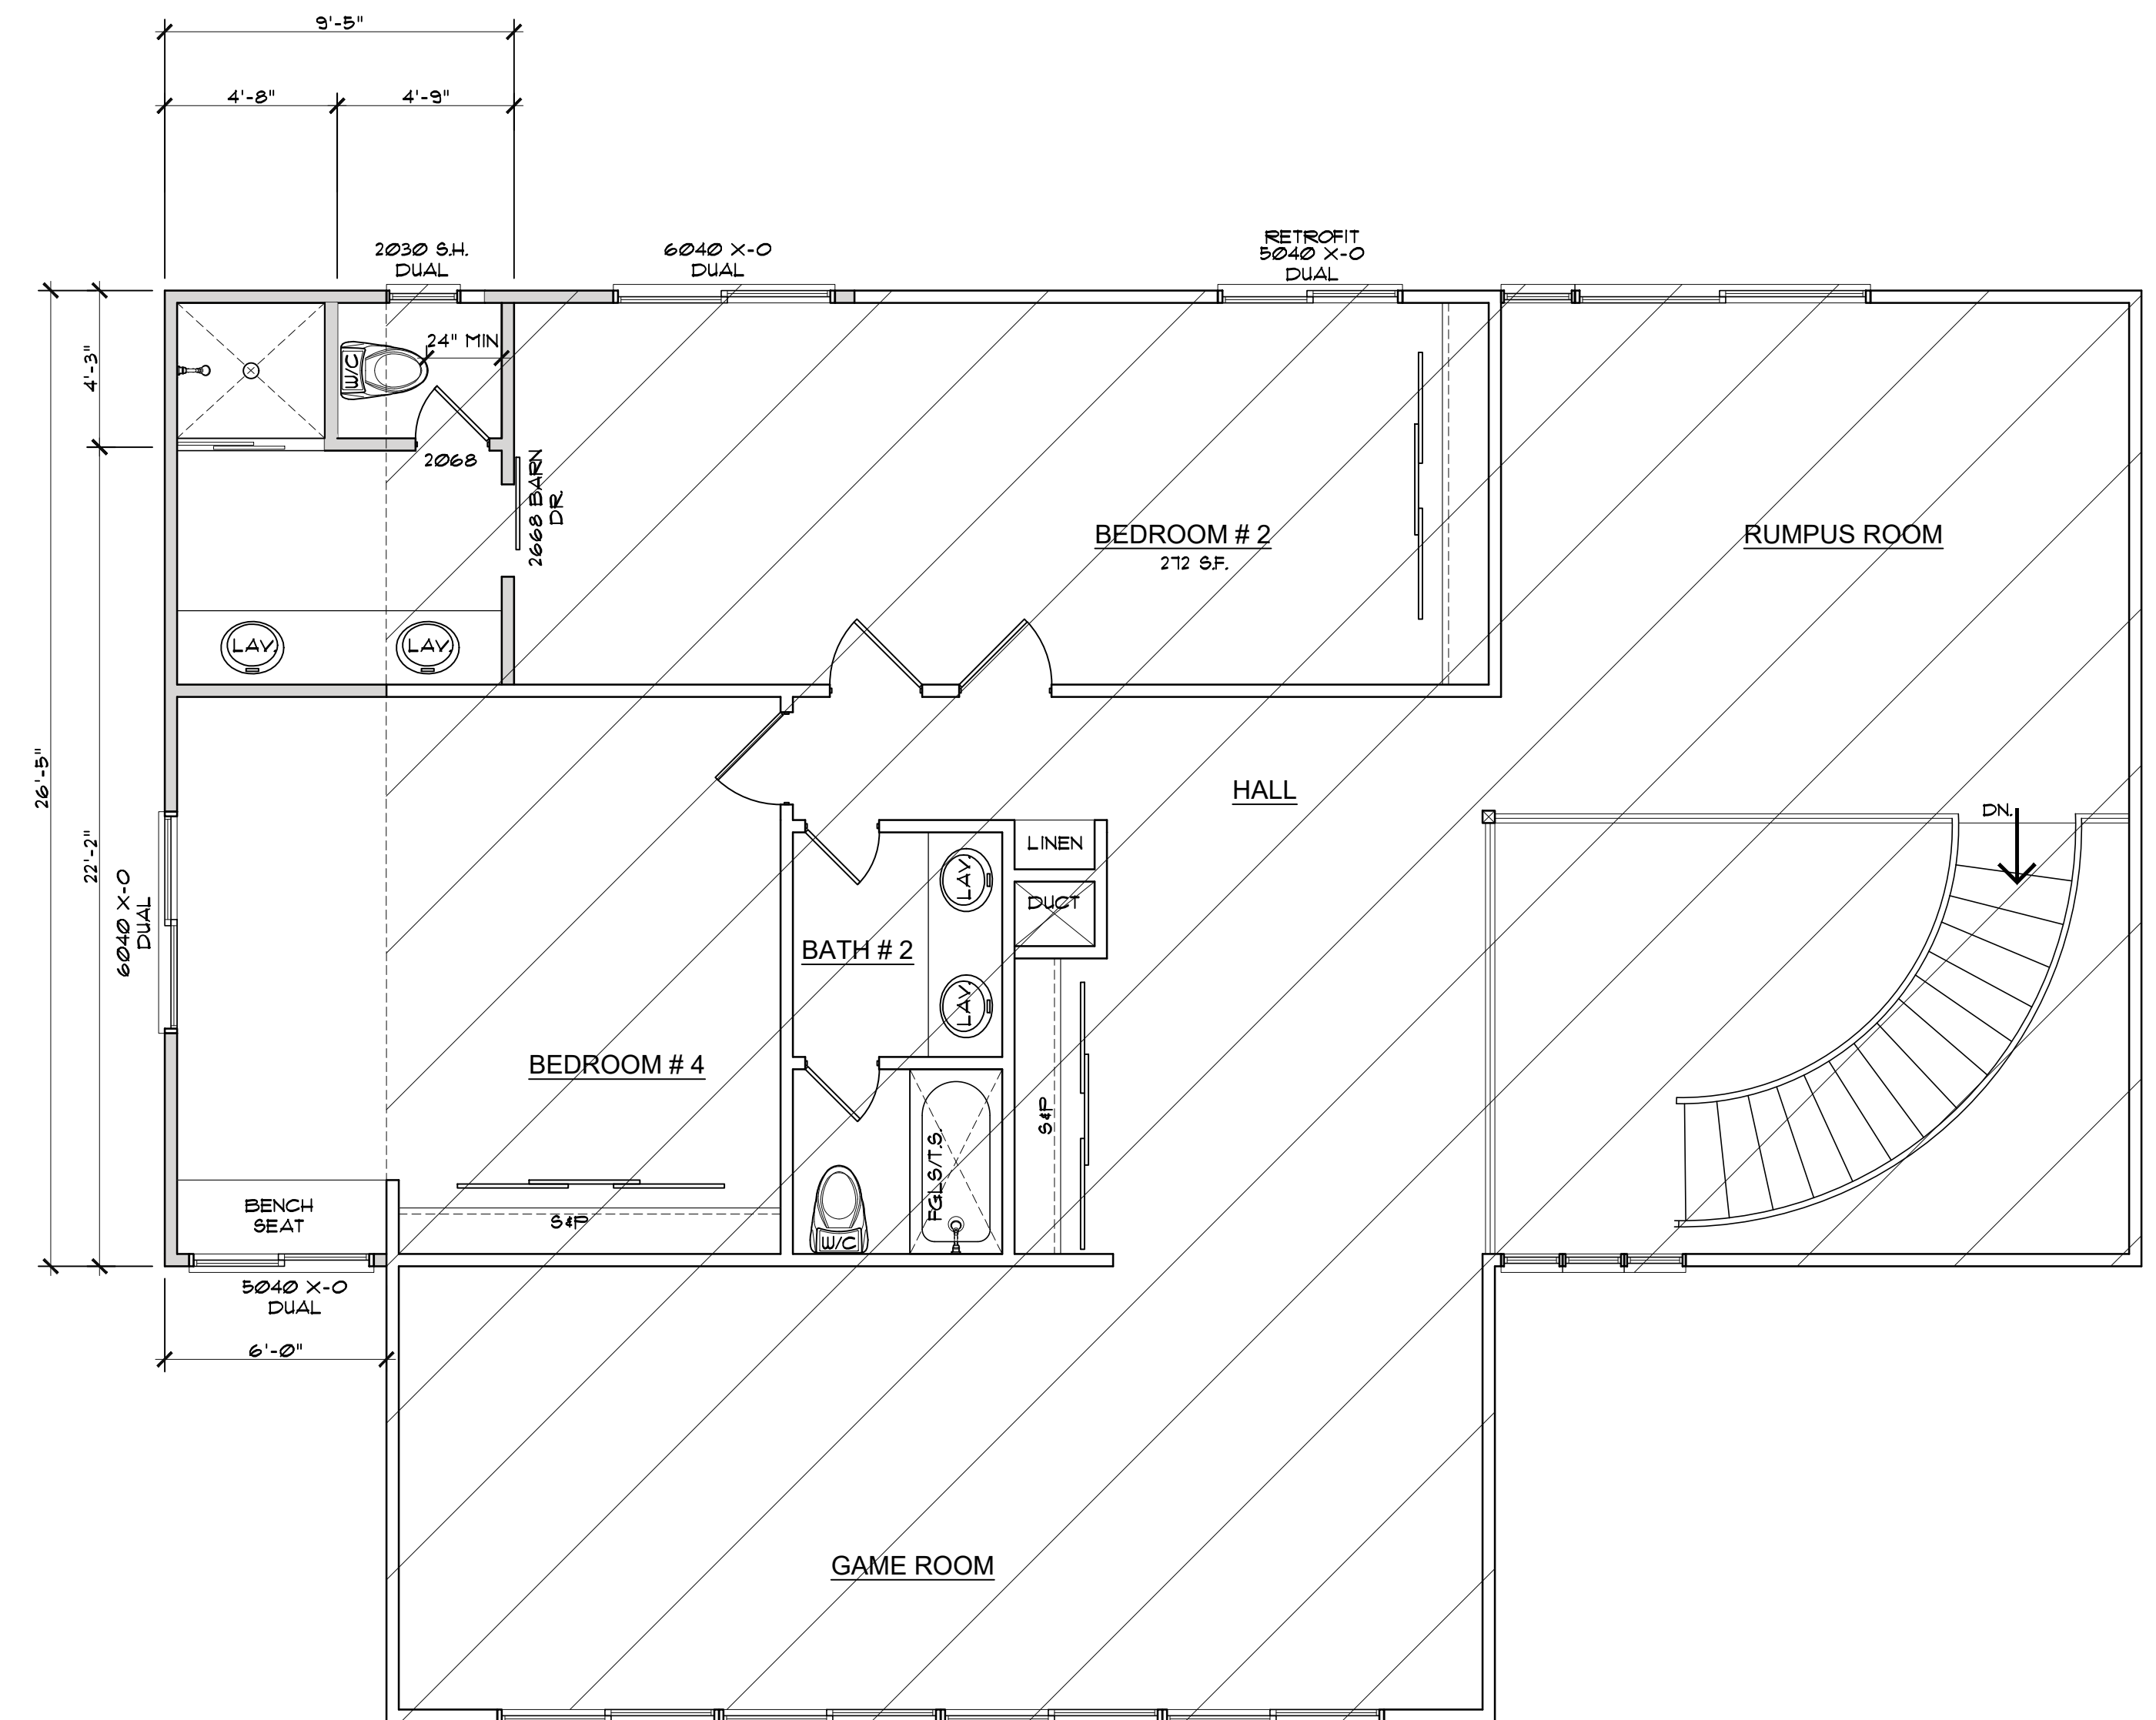 9'-5"
4'-8"
4'-9"
RETROFIT
2030 S.H.
DUAL
6040 X-O
DUAL
5040 X-O
DUAL
24" MIN
W/C
4'-3"
2068
2668 BARN
DR.
BEDROOM # 2
272 S.F.
RUMPUS ROOM
LAV.
LAV.
26'-5"
22'-2"
HALL
DN.
LINEN
LAV.
DUCT
6040 X-O
DUAL
BATH # 2
LAV.
BEDROOM # 4
S&P
FGLS/T.S.
BENCH
SEAT
S&P
W/C
5040 X-O
DUAL
6'-0"
GAME ROOM